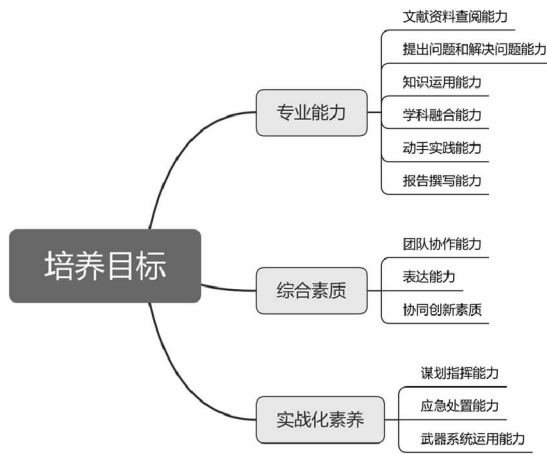 培养目标
专业能力
文献资料查阅能力
提出问题和解决问题能力
知识运用能力
学科融合能力
动手实践能力
报告撰写能力
综合素质
团队协作能力
表达能力
协同创新素质
实战化素养
谋划指挥能力
应急处置能力
武器系统运用能力